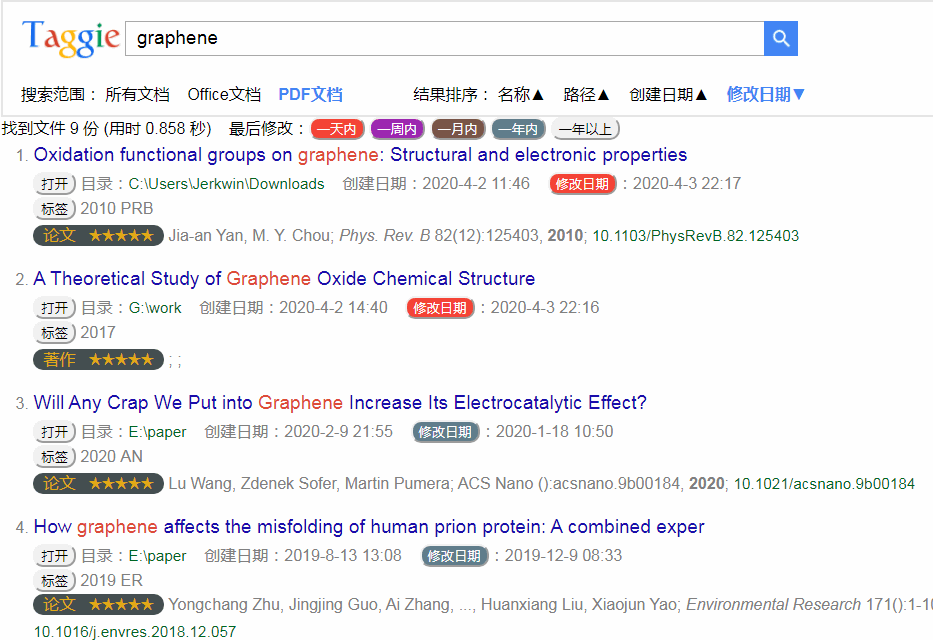 Taggie graphene
搜索范围： 所有文档 Office文档 PDF文档 结果排序： 名称▲ 路径▲ 创建日期▲ 修改日期▼
找到文件 9 份 (用时 0.858 秒) 最后修改： 一天内 一周内 一月内 一年内 一年以上
1. Oxidation functional groups on graphene: Structural and electronic properties
打开 目录：C:\Users\Jerkwin\Downloads 创建日期：2020-4-2 11:46 修改日期：2020-4-3 22:17
标签 2010 PRB
论文 ★★★★★ Jia-an Yan, M. Y. Chou; Phys. Rev. B 82(12):125403, 2010; 10.1103/PhysRevB.82.125403
2. A Theoretical Study of Graphene Oxide Chemical Structure
打开 目录：G:\work 创建日期：2020-4-2 14:40 修改日期：2020-4-3 22:16
标签 2017
著作 ★★★★★ ; ;
3. Will Any Crap We Put into Graphene Increase Its Electrocatalytic Effect?
打开 目录：E:\paper 创建日期：2020-2-9 21:55 修改日期：2020-1-18 10:50
标签 2020 AN
论文 ★★★★★ Lu Wang, Zdenek Sofer, Martin Pumera; ACS Nano ():acsnano.9b00184, 2020; 10.1021/acsnano.9b00184
4. How graphene affects the misfolding of human prion protein: A combined exper
打开 目录：E:\paper 创建日期：2019-8-13 13:08 修改日期：2019-12-9 08:33
标签 2019 ER
论文 ★★★★★ Yongchang Zhu, Jingjing Guo, Ai Zhang, ..., Huanxiang Liu, Xiaojun Yao; Environmental Research 171():1-10
10.1016/j.envres.2018.12.057